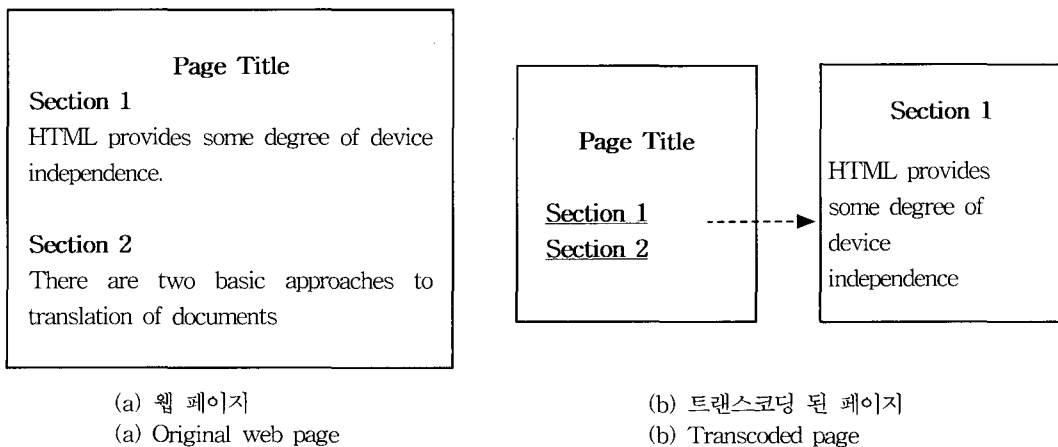 Page Title
Section 1
HTML provides some degree of device
independence.
Section 2
There are two basic approaches to
translation of documents
Page Title
Section 1
Section 2
Section 1
HTML provides
some degree of
device
independence
(a) 웹 페이지
(a) Original web page
(b) 트랜스코딩 된 페이지
(b) Transcoded page